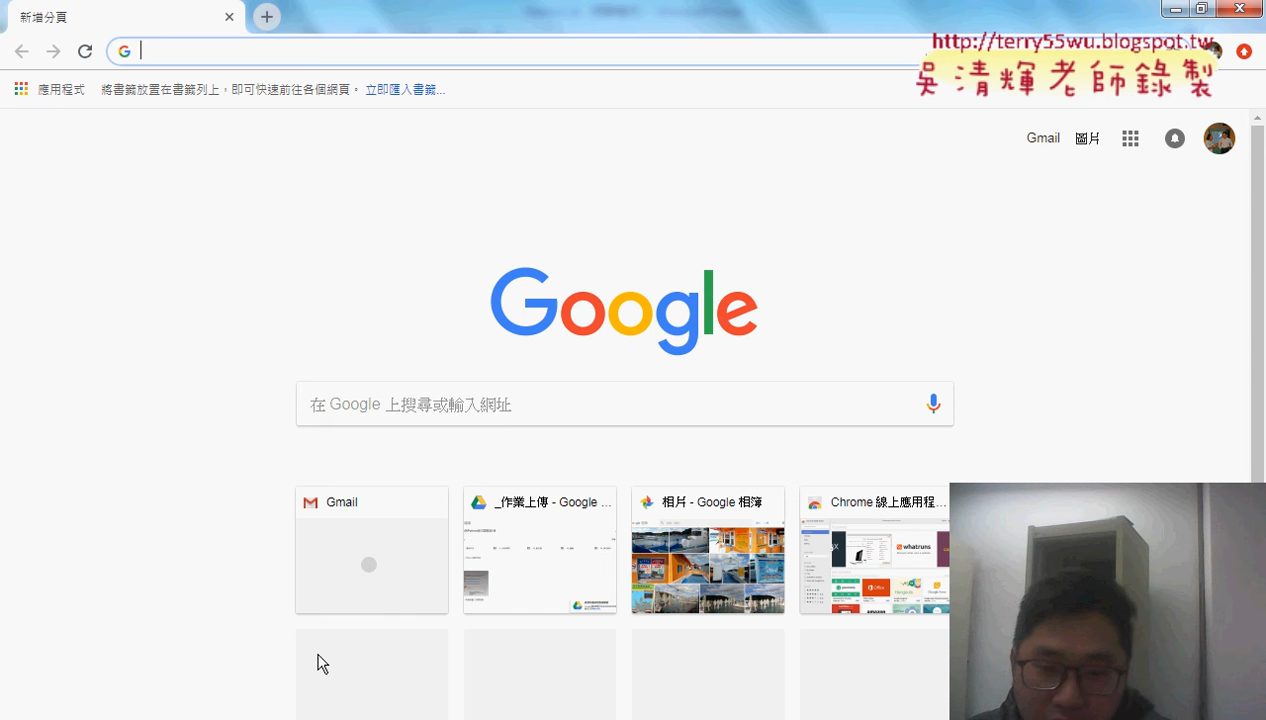 新增分頁
http://terry55wu.blogspot.tw
吳清輝老師錄製
應用程式 將書籤放置在書籤列上，即可快速前往各個網頁。 立即匯入書籤...
Gmail 圖片
Google
在 Google 上搜尋或輸入網址
Gmail
_作業上傳 - Google ...
相片 - Google 相簿
Chrome 線上應用程...
whatruns
Office
amazon